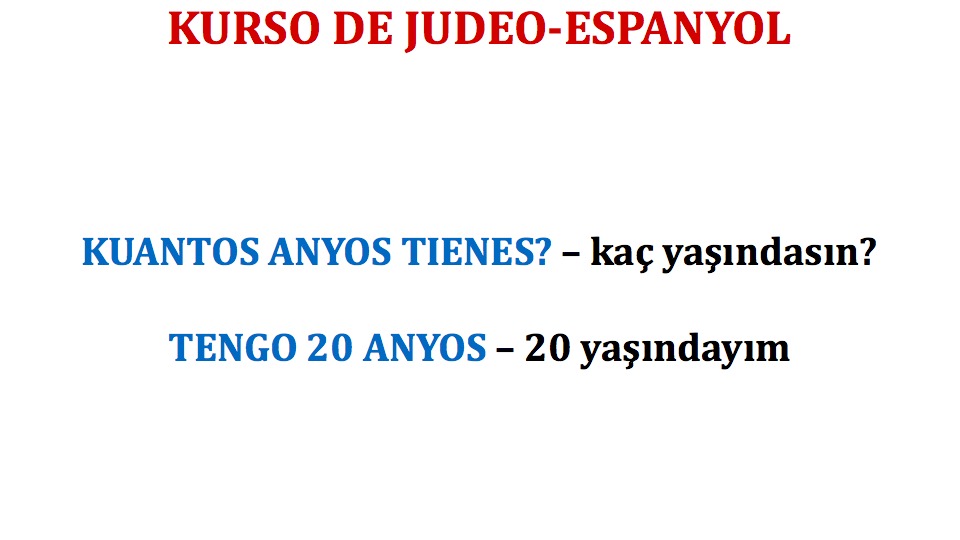 KURSO DE JUDEO-ESPANYOL
KUANTOS ANYOS TIENES? – kaç yaşındasın?
TENGO 20 ANYOS – 20 yaşındayım